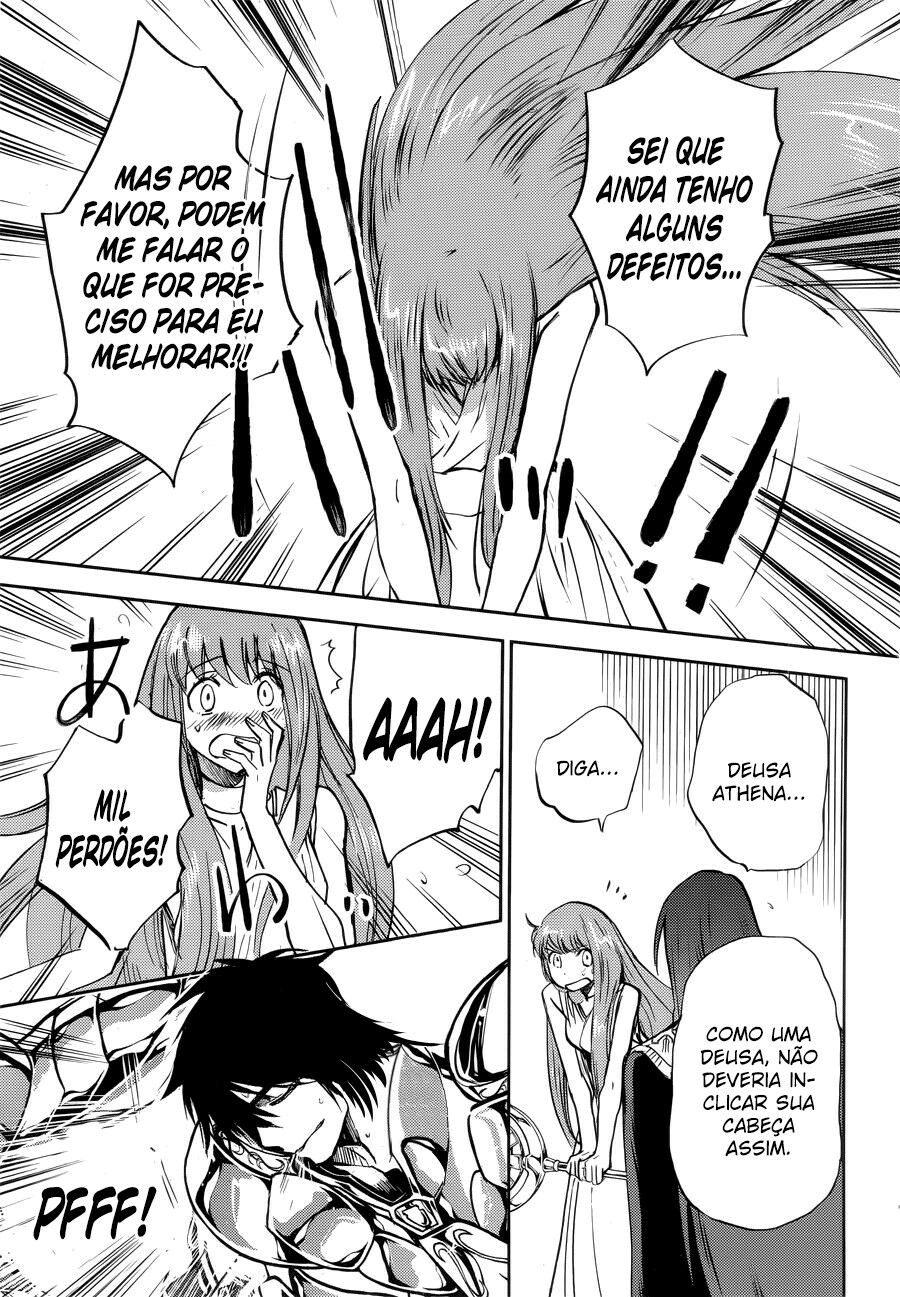 SEI QUE
AINDA TENHO
ALGUNS
DEFEITOS...
MAS POR
FAVOR, PODEM
ME FALAR O
QUE FOR PRE-
CISO PARA EU
MELHORAR!!
!!
DEUSA
ATHENA...
DIGA...
COMO UMA
DEUSA, NÃO
DEVERIA IN-
CLICAR SUA
CABEÇA
ASSIM.
AAAH!
あ
MIL
PERDÕES!
PFFF!